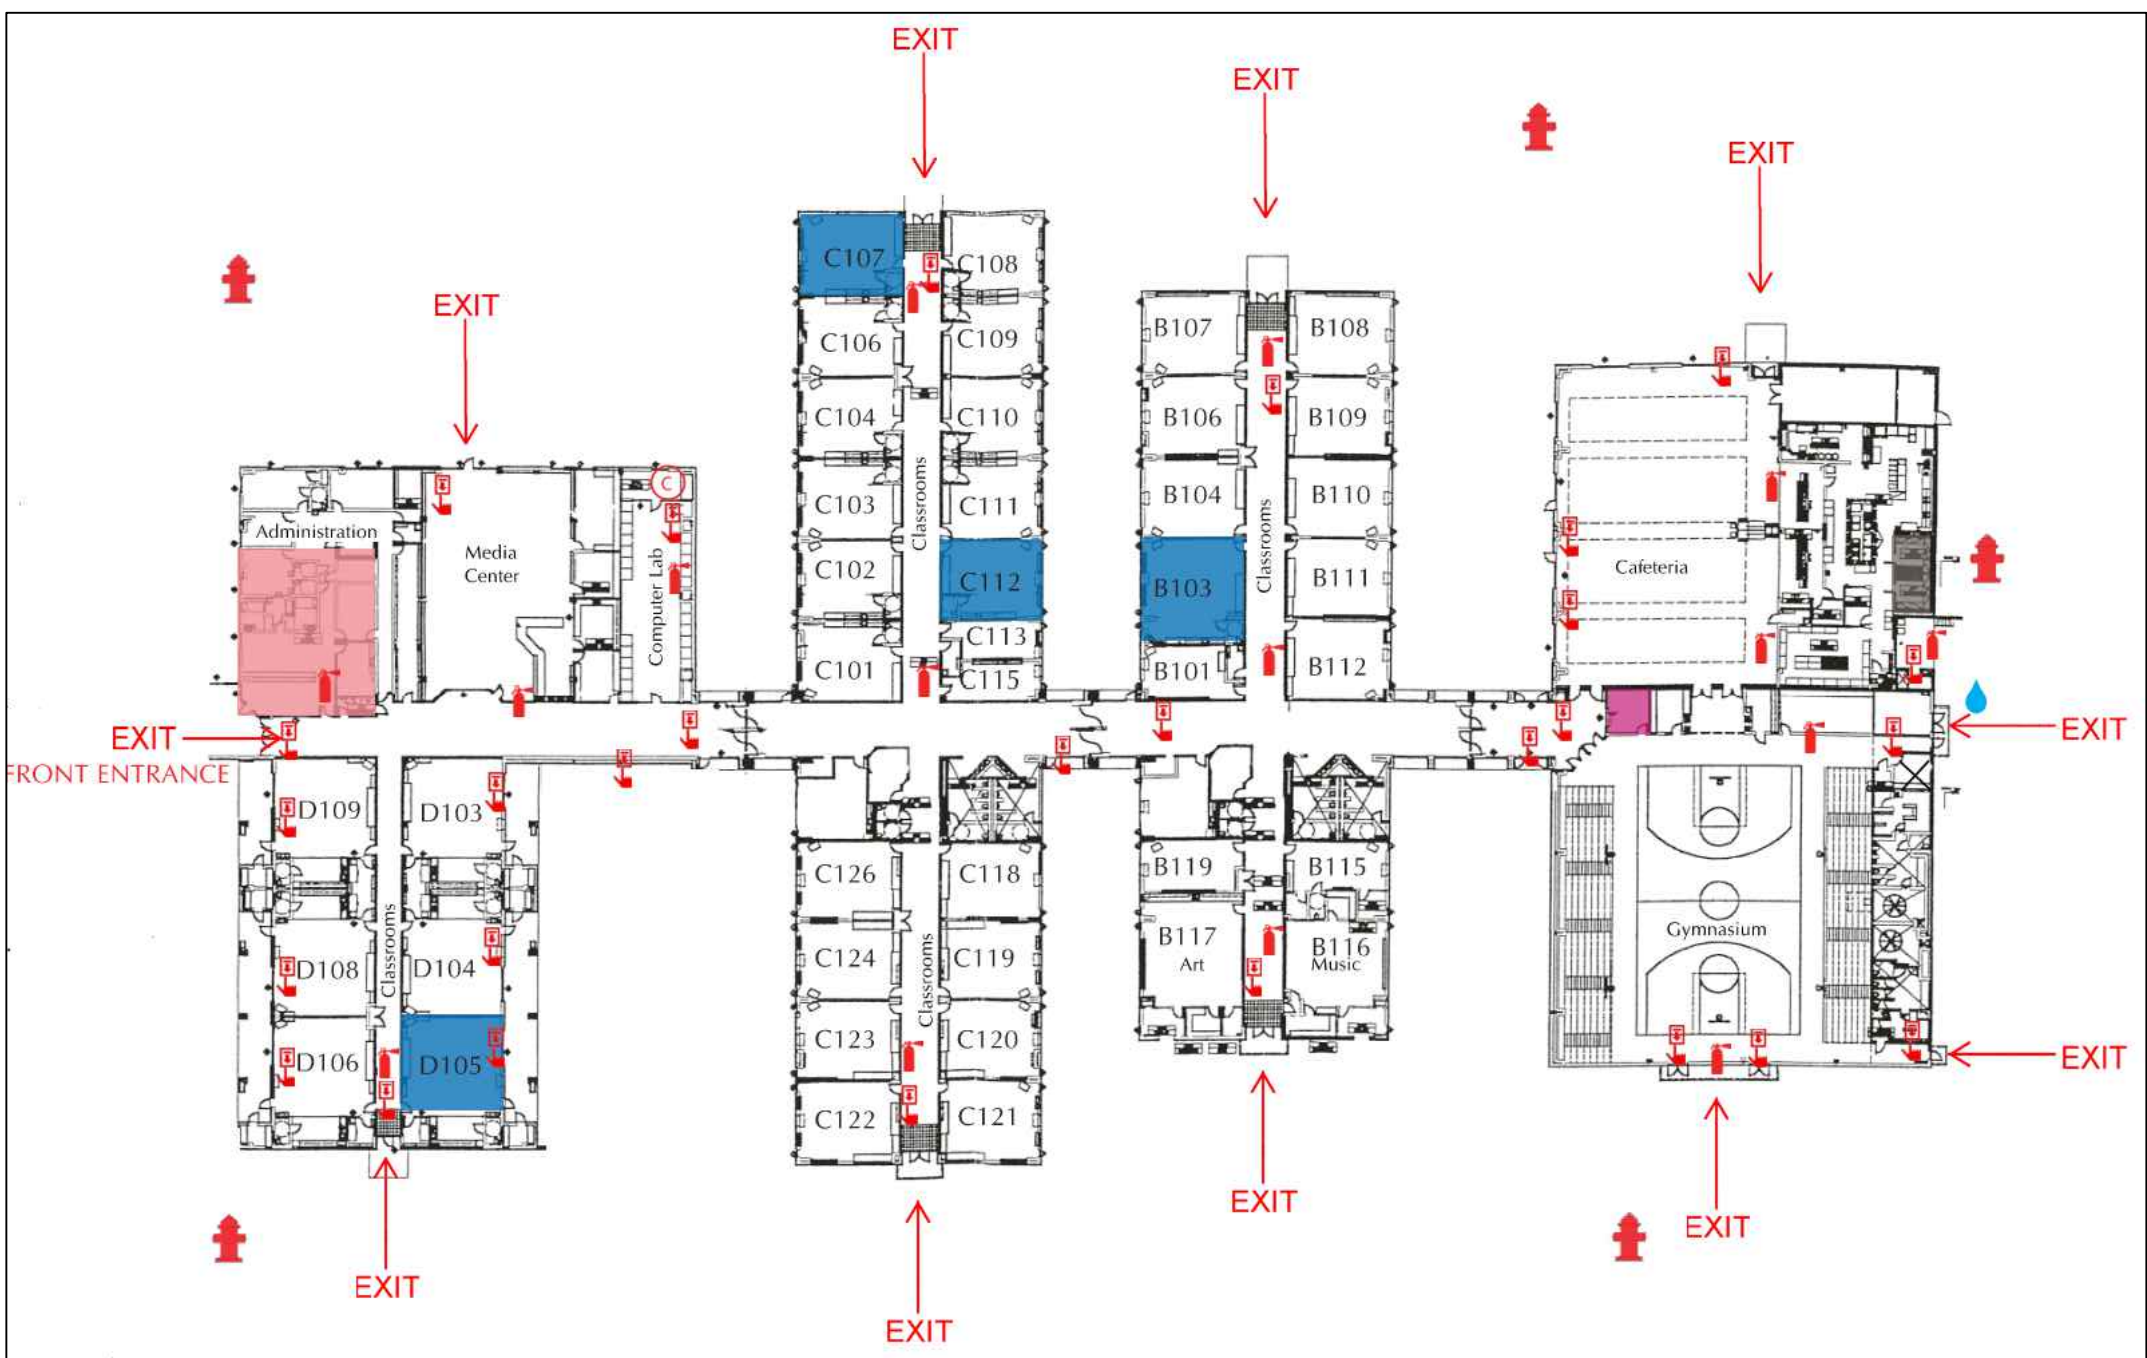 EXIT
EXIT
EXIT
EXIT
C107
C108
C106
C109
B107
B108
C104
C110
B106
B109
C103
C111
Classrooms
B104
B110
Classrooms
C
Administration
Media
Center
Computer Lab
C102
C112
B103
B111
Cafeteria
C113
C101
C115
B101
B112
EXIT
FRONT ENTRANCE
EXIT
D109
D103
C126
C118
B119
B115
Classrooms
D108
D104
C124
C119
Classrooms
B117
Art
B116
Music
Gymnasium
D106
D105
C123
C120
EXIT
C122
C121
EXIT
EXIT
EXIT
EXIT